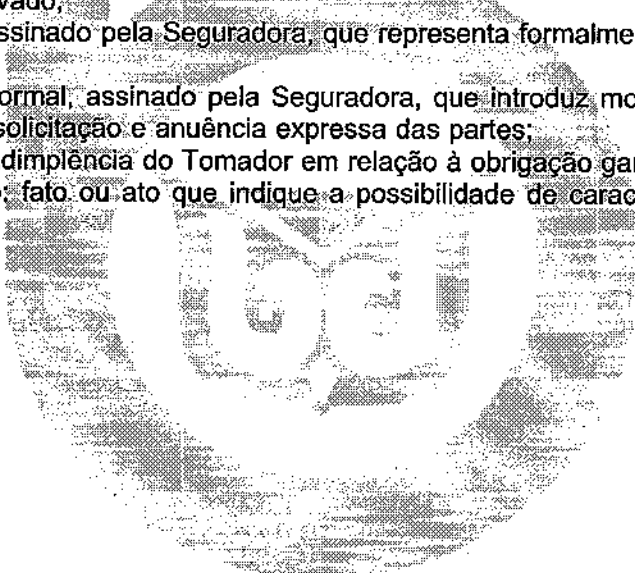 vado;
ssinado pela Seguradora, que representa formalme
ormal, assinado pela Seguradora, que introduz mo
solicitação e anuência expressa das partes;
dimplência do Tomador em relação à obrigação gar
; fato ou ato que indique a possibilidade de carac